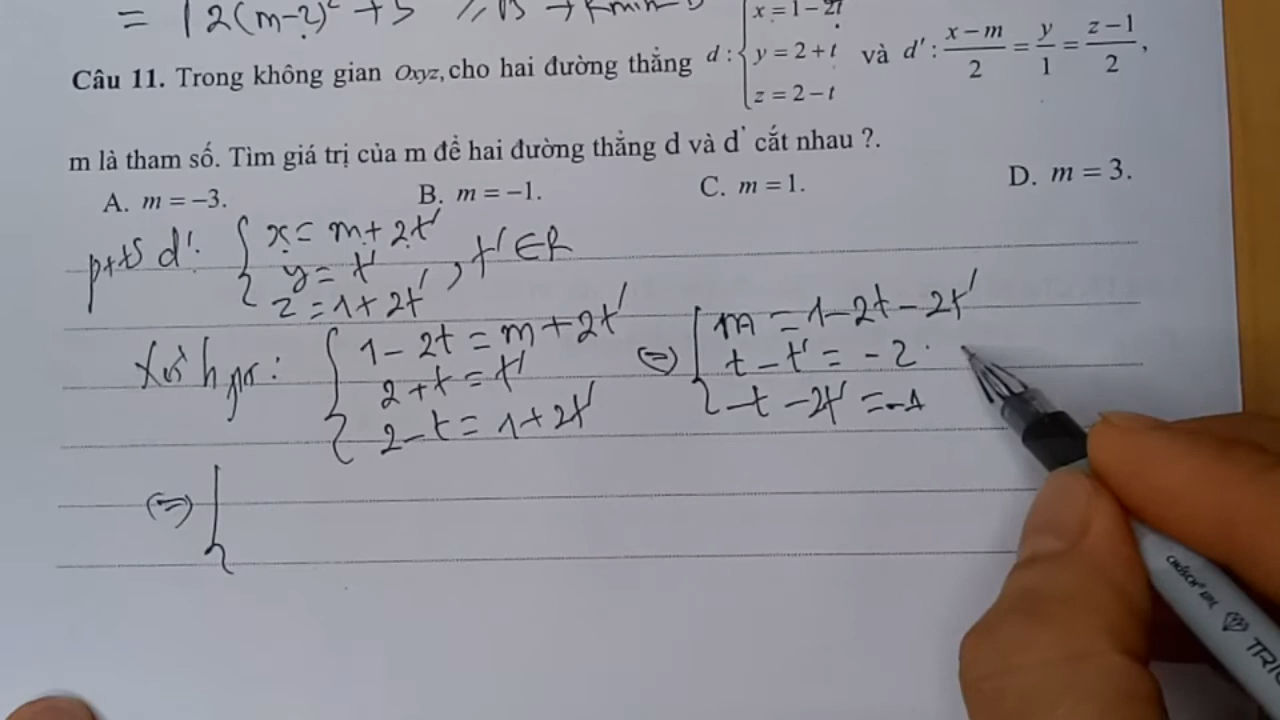 = √2(m-2)² + 5
Câu 11. Trong không gian Oxyz, cho hai đường thẳng d : { x = 1 − 2t và d' : (x − m)/2 = y/1 = (z − 1)/2 ,
y = 2 + t
z = 2 − t
m là tham số. Tìm giá trị của m để hai đường thẳng d và d' cắt nhau ?.
A. m = −3. B. m = −1. C. m = 1. D. m = 3.
ptts d': { x = m + 2t'
y = t' , t' ∈ R
z = 1 + 2t'
Xét hpt: { 1 - 2t = m + 2t' ⇔ { m = 1 - 2t - 2t'
2 + t = t' t - t' = -2
2 - t = 1 + 2t' -t - 2t' = -1
⇔ {
TRI